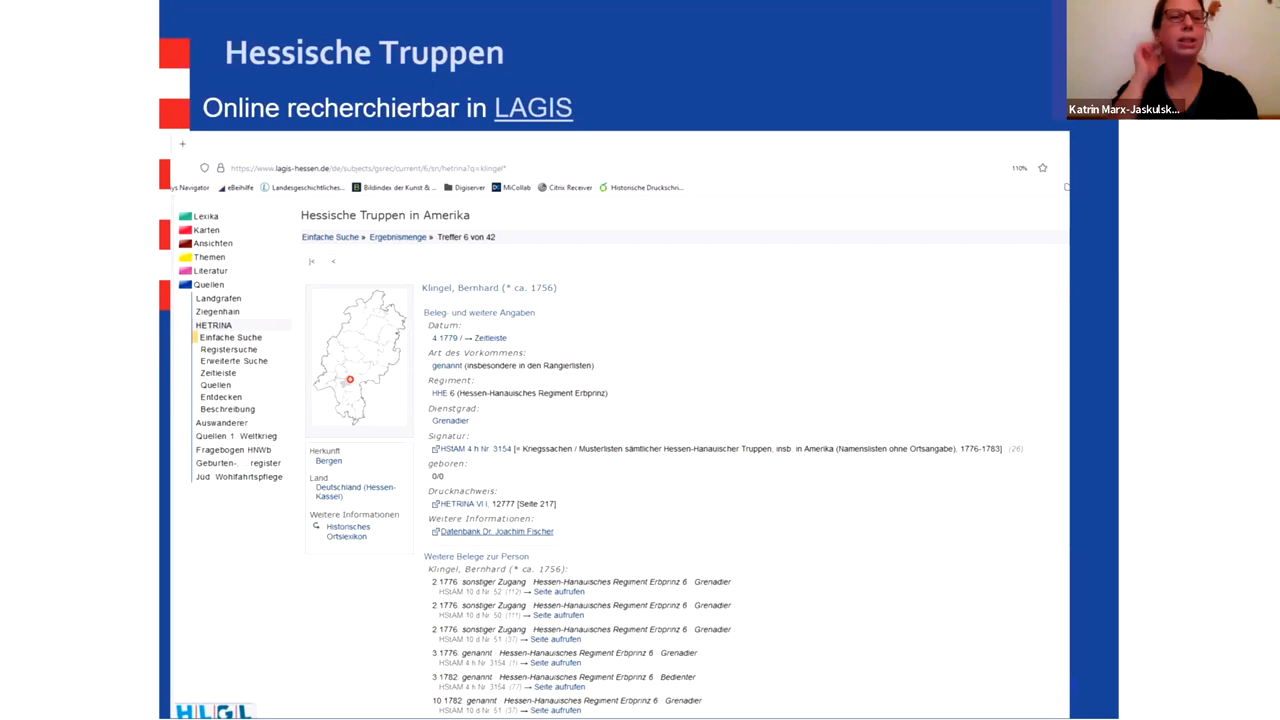 Hessische Truppen
Online recherchierbar in LAGIS
Katrin Marx-Jaskulsk...
+
https://www.lagis-hessen.de/de/subjects/gsrec/current/6/sn/hetrina?q=klingel*
110%
ys Navigator eBeihilfe Landesgeschichtliches... Bildindex der Kunst & ... Digiserver MiCollab Citrix Receiver Historische Druckschri...
Lexika
Karten
Ansichten
Themen
Literatur
Quellen
Landgrafen
Ziegenhain
HETRINA
Einfache Suche
Registersuche
Erweiterte Suche
Zeitleiste
Quellen
Entdecken
Beschreibung
Auswanderer
Quellen 1 Weltkrieg
Fragebogen HNWb
Geburten- register
Jüd Wohlfahrtspflege
Hessische Truppen in Amerika
Einfache Suche » Ergebnismenge » Treffer 6 von 42
|< <
Herkunft
Bergen
Land
Deutschland (Hessen-
Kassel)
Weitere Informationen
Historisches
Ortslexikon
Klingel, Bernhard (* ca. 1756)
Beleg- und weitere Angaben
Datum:
4 1779 / → Zeitleiste
Art des Vorkommens:
genannt (insbesondere in den Rangierlisten)
Regiment:
HHE 6 (Hessen-Hanauisches Regiment Erbprinz)
Dienstgrad:
Grenadier
Signatur:
HStAM 4 h Nr 3154 [= Kriegssachen / Musterlisten sämtlicher Hessen-Hanauischer Truppen, insb in Amerika (Namenslisten ohne Ortsangabe), 1776-1783] (26)
geboren:
0/0
Drucknachweis:
HETRINA VI I, 12777 [Seite 217]
Weitere Informationen:
Datenbank Dr. Joachim Fischer
Weitere Belege zur Person
Klingel, Bernhard (* ca. 1756):
2 1776 sonstiger Zugang Hessen-Hanauisches Regiment Erbprinz 6 Grenadier
HStAM 10 d Nr 52 (112) → Seite aufrufen
2 1776 sonstiger Zugang Hessen-Hanauisches Regiment Erbprinz 6 Grenadier
HStAM 10 d Nr 50 (111) → Seite aufrufen
2 1776 sonstiger Zugang Hessen-Hanauisches Regiment Erbprinz 6 Grenadier
HStAM 10 d Nr 51 (37) → Seite aufrufen
3 1776 genannt Hessen-Hanauisches Regiment Erbprinz 6 Grenadier
HStAM 4 h Nr 3154 (1) → Seite aufrufen
3 1782 genannt Hessen-Hanauisches Regiment Erbprinz 6 Bedienter
HStAM 4 h Nr 3154 (77) → Seite aufrufen
10 1782 genannt Hessen-Hanauisches Regiment Erbprinz 6 Grenadier
HStAM 10 d Nr 51 (37) → Seite aufrufen
HLGL